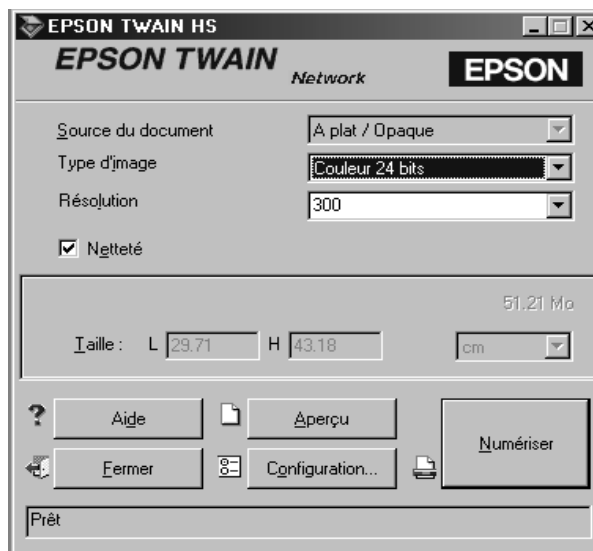 EPSON TWAIN HS
EPSON TWAIN Network EPSON
Source du document A plat / Opaque
Type d'image Couleur 24 bits
Résolution 300
Netteté
51.21 Mo
Taille : L 29.71 H 43.18 cm
? Aide Aperçu
Numériser
Fermer Configuration...
Prêt